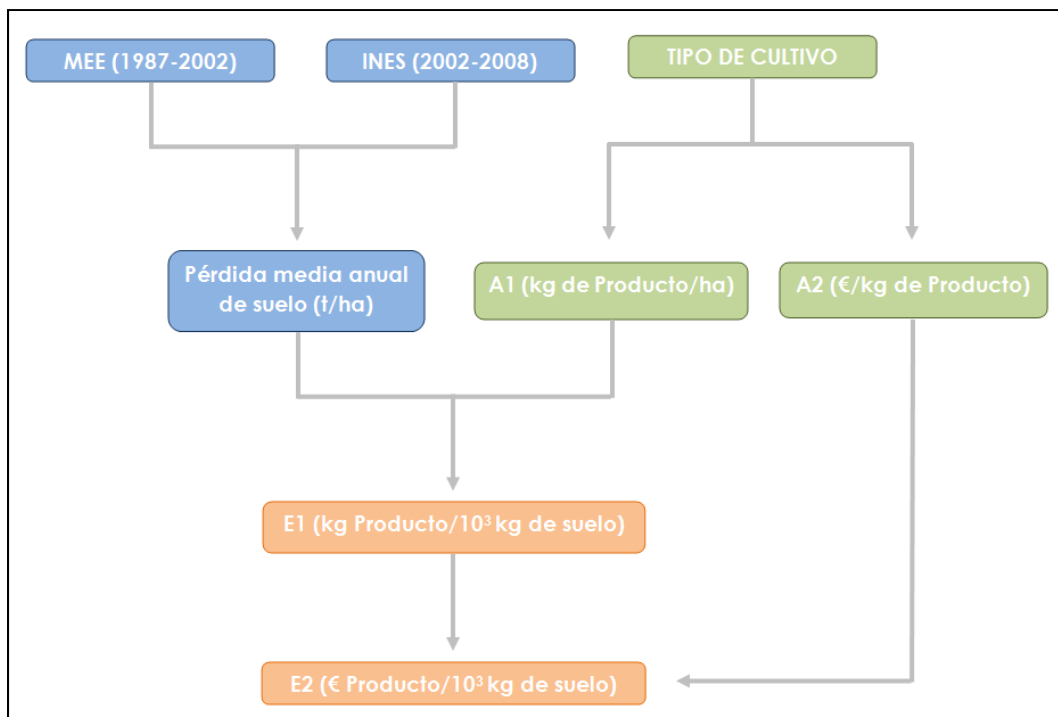 MEE (1987-2002)
INES (2002-2008)
TIPO DE CULTIVO
Pérdida media anual
de suelo (t/ha)
A1 (kg de Producto/ha)
A2 (€/kg de Producto)
E1 (kg Producto/10³ kg de suelo)
E2 (€ Producto/10³ kg de suelo)